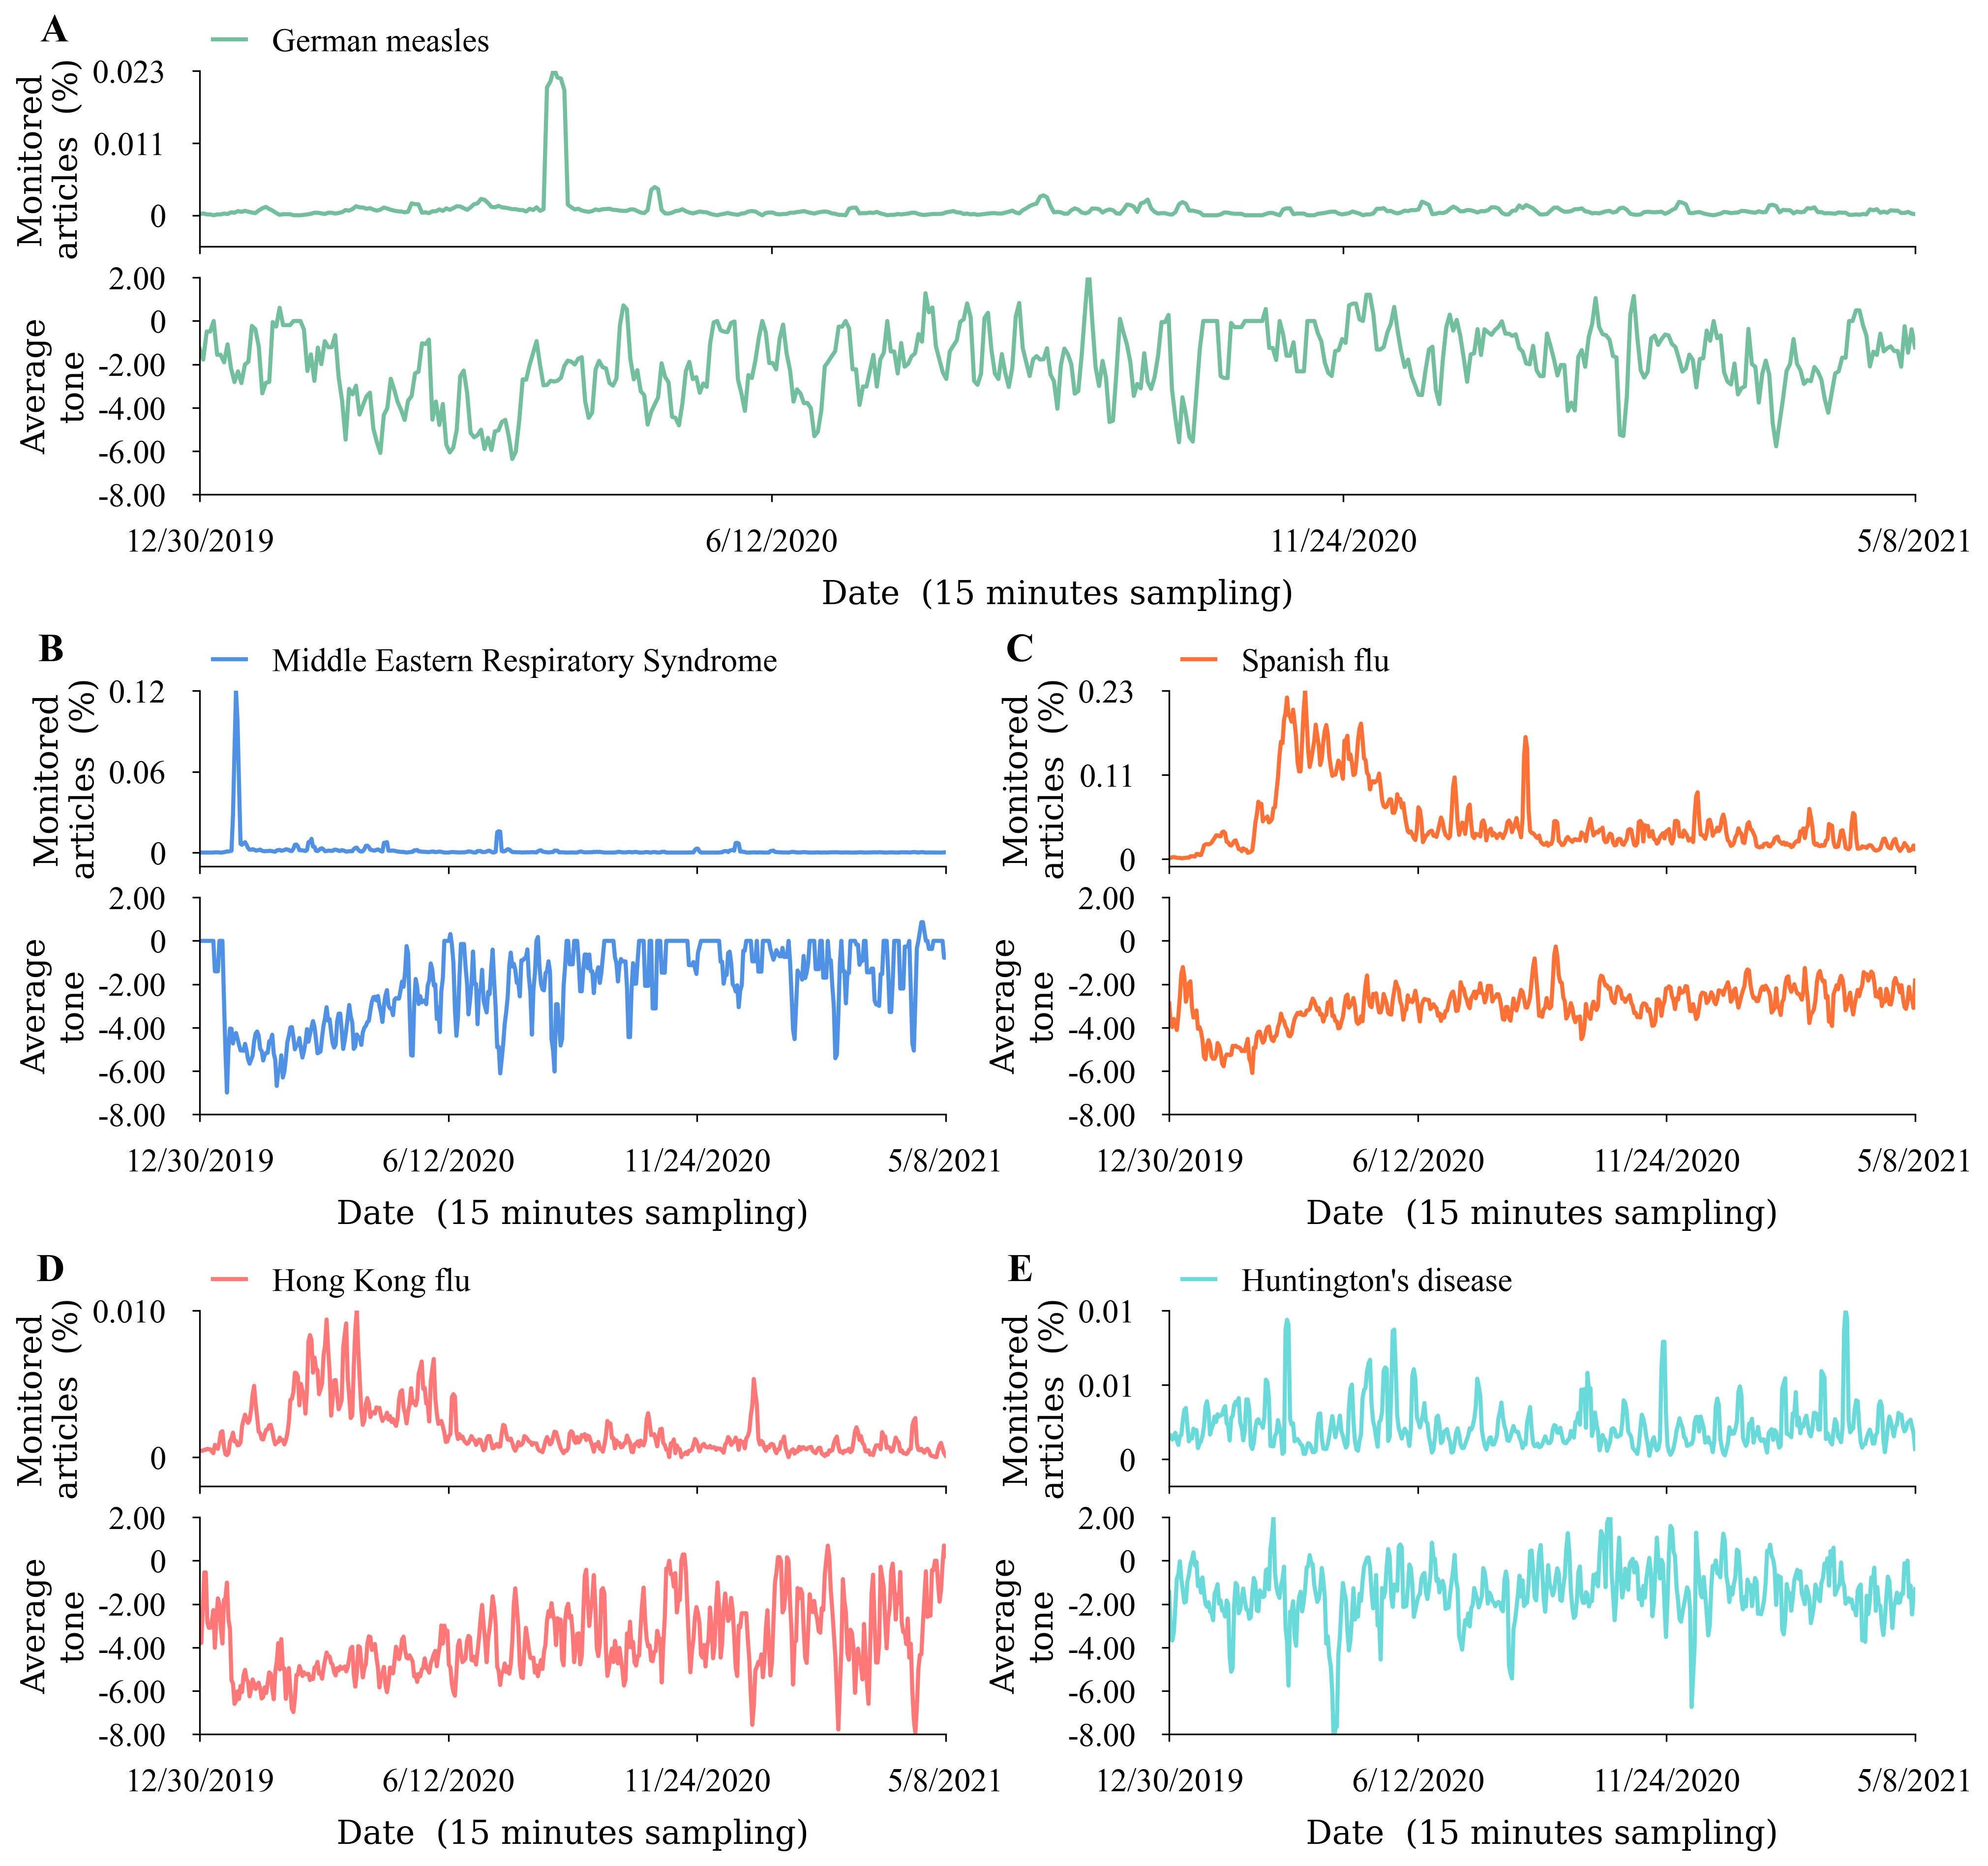 A
German measles
Monitored
articles (%)
0.023
0.011
0
Average
tone
2.00
0
-2.00
-4.00
-6.00
-8.00
12/30/2019
6/12/2020
11/24/2020
5/8/2021
Date (15 minutes sampling)
B
Middle Eastern Respiratory Syndrome
Monitored
articles (%)
0.12
0.06
0
Average
tone
2.00
0
-2.00
-4.00
-6.00
-8.00
12/30/2019
6/12/2020
11/24/2020
5/8/2021
Date (15 minutes sampling)
C
Spanish flu
Monitored
articles (%)
0.23
0.11
0
Average
tone
2.00
0
-2.00
-4.00
-6.00
-8.00
12/30/2019
6/12/2020
11/24/2020
5/8/2021
Date (15 minutes sampling)
D
Hong Kong flu
Monitored
articles (%)
0.010
0
Average
tone
2.00
0
-2.00
-4.00
-6.00
-8.00
12/30/2019
6/12/2020
11/24/2020
5/8/2021
Date (15 minutes sampling)
E
Huntington's disease
Monitored
articles (%)
0.01
0.01
0
Average
tone
2.00
0
-2.00
-4.00
-6.00
-8.00
12/30/2019
6/12/2020
11/24/2020
5/8/2021
Date (15 minutes sampling)